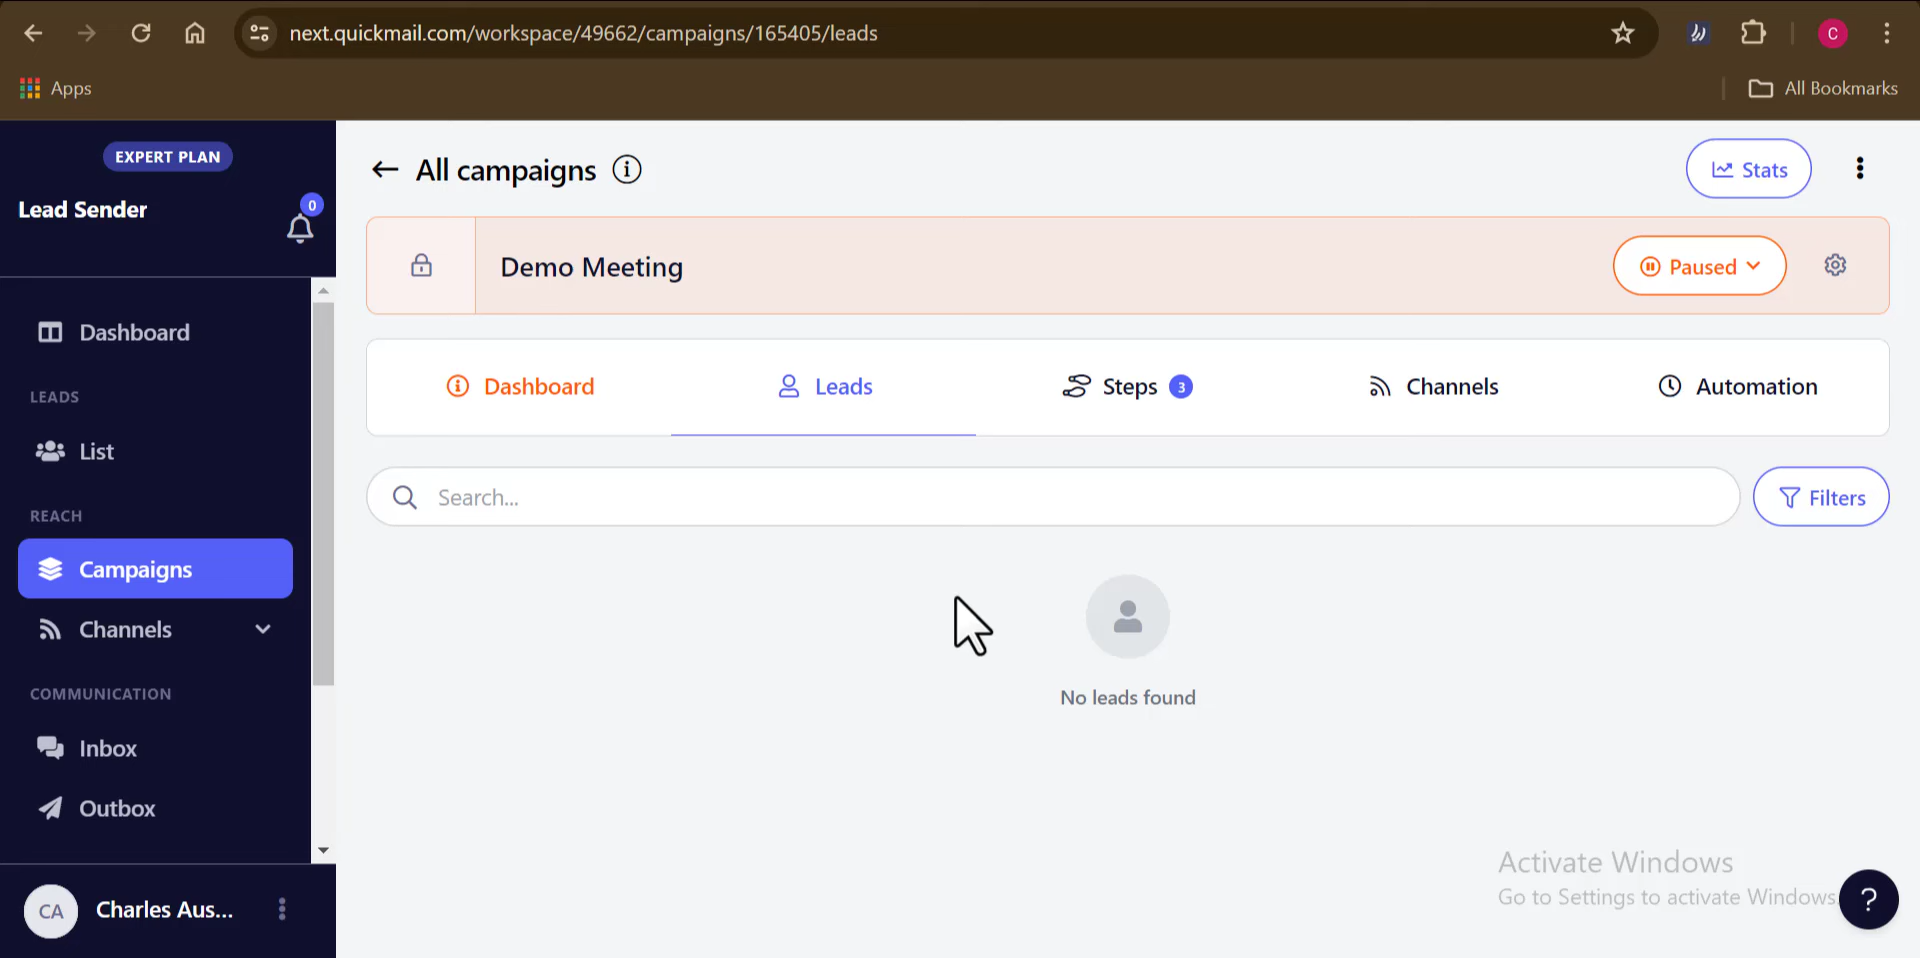 next.quickmail.com/workspace/49662/campaigns/165405/leads
C
Apps
All Bookmarks
EXPERT PLAN
Lead Sender
0
Dashboard
LEADS
List
REACH
Campaigns
Channels
COMMUNICATION
Inbox
Outbox
CA
Charles Aus...
All campaigns
Stats
Demo Meeting
Paused
Dashboard
Leads
Steps 3
Channels
Automation
Search...
Filters
No leads found
Activate Windows
Go to Settings to activate Windows.
?